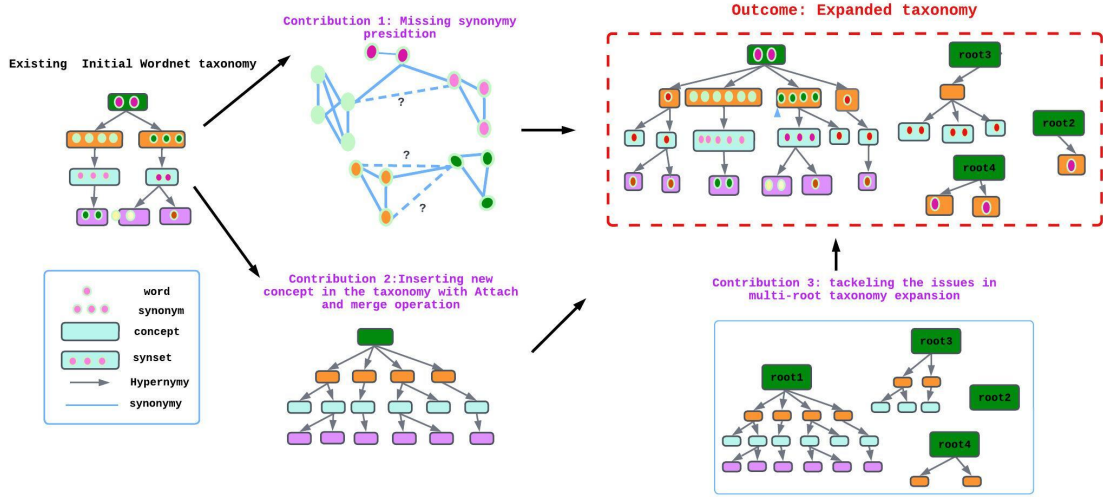 Outcome: Expanded taxonomy
Contribution 1: Missing synonymy
presidtion
Existing Initial Wordnet taxonomy
?
?
?
root3
root2
root4
Contribution 2:Inserting new
concept in the taxonomy with Attach
and merge operation
Contribution 3: tackeling the issues in
multi-root taxonomy expansion
word
synonym
concept
synset
Hypernymy
synonymy
root1
root3
root2
root4